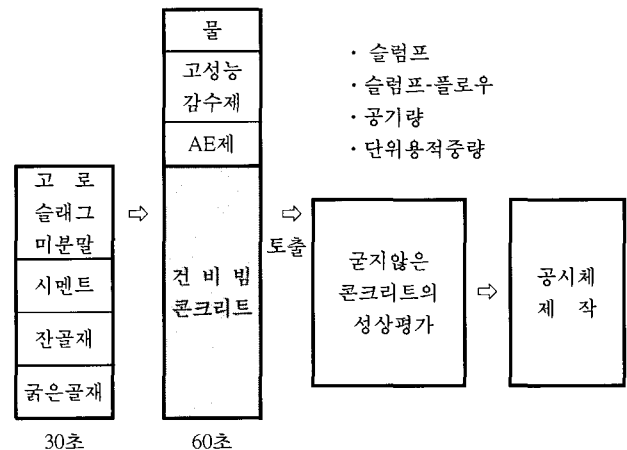 고 로
슬래그
미분말
시멘트
잔골재
굵은골재
30초
물
고성능
감수제
AE제
건 비 빔
콘크리트
60초
토출
· 슬럼프
· 슬럼프-플로우
· 공기량
· 단위용적중량
굳지않은
콘크리트의
성상평가
공시체
제 작